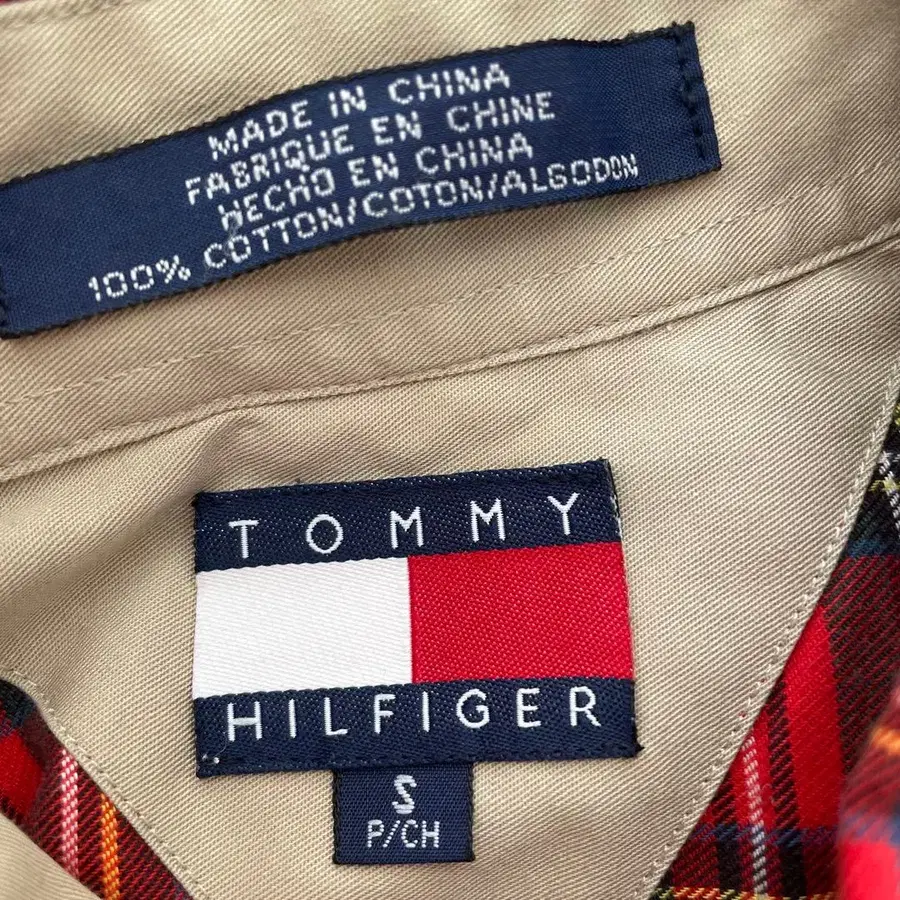 MADE IN CHINA
FABRIQUE EN CHINE
HECHO EN CHINA
100% COTTON/COTON/ALGODON
TOMMY
HILFIGER
S
P/CH